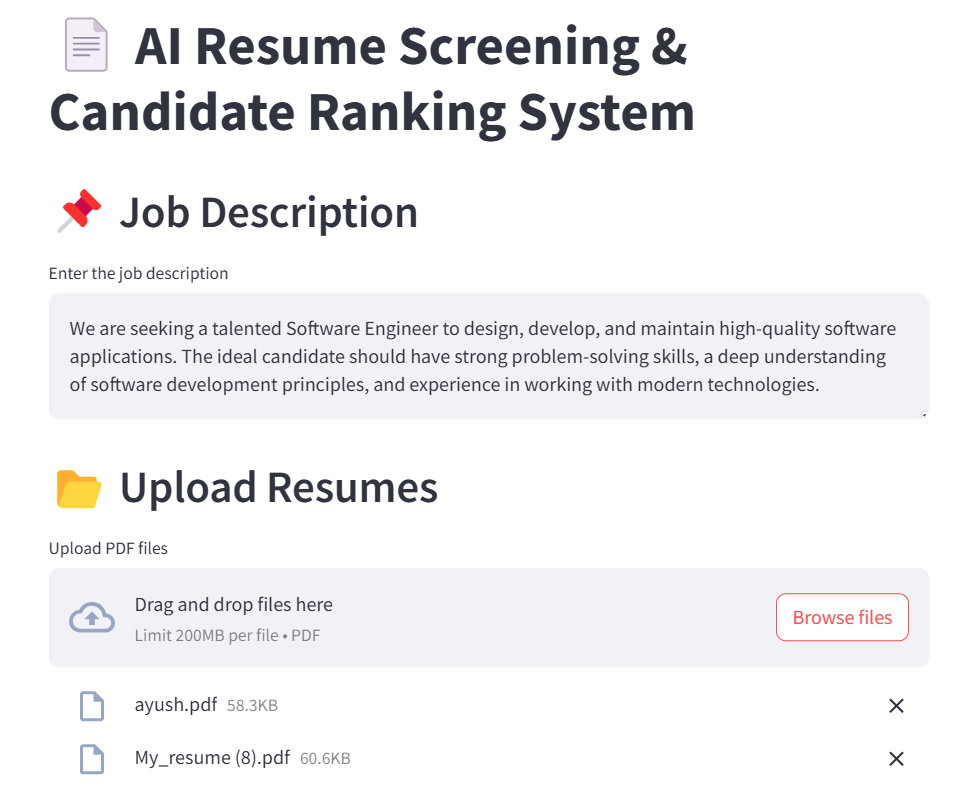 AI Resume Screening &
Candidate Ranking System
Job Description
Enter the job description
We are seeking a talented Software Engineer to design, develop, and maintain high-quality software
applications. The ideal candidate should have strong problem-solving skills, a deep understanding
of software development principles, and experience in working with modern technologies.
Upload Resumes
Upload PDF files
Drag and drop files here
Limit 200MB per file • PDF
Browse files
ayush.pdf 58.3KB
My_resume (8).pdf 60.6KB